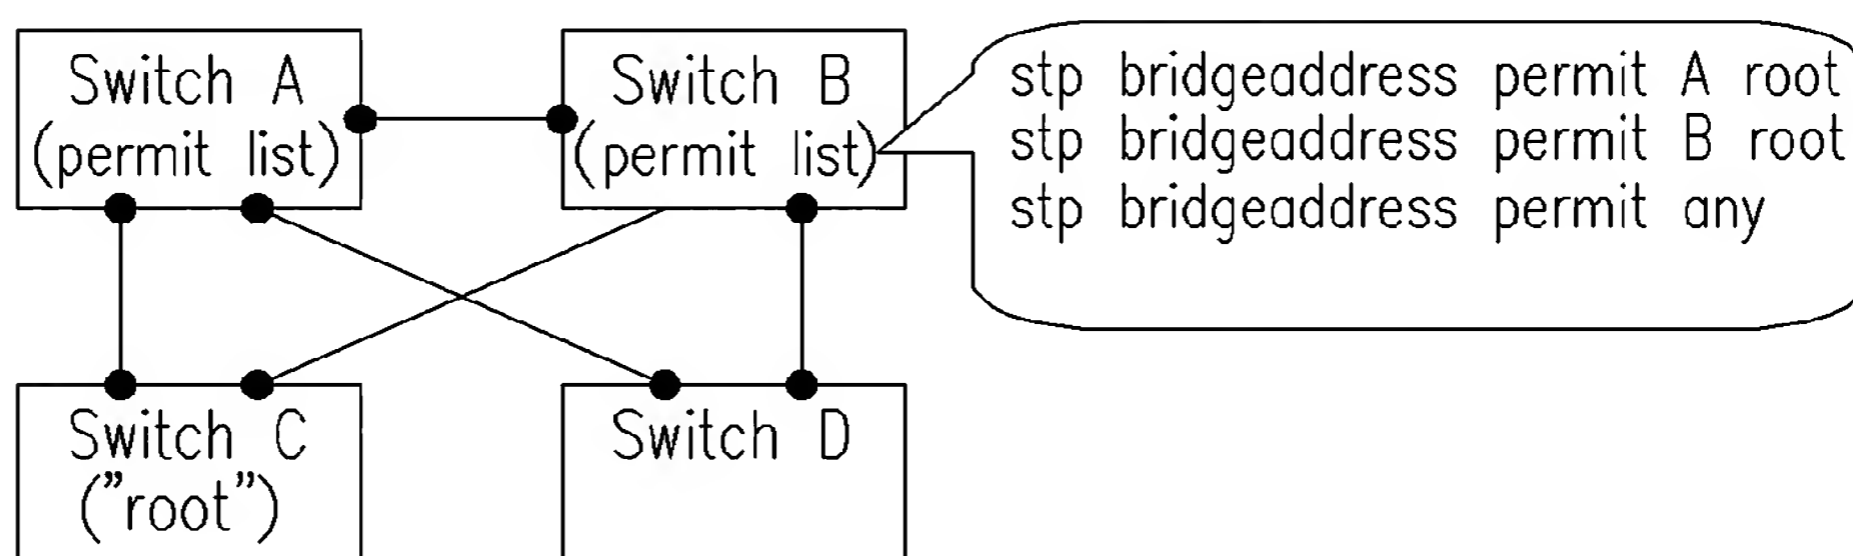 Switch A
(permit list)
Switch B
(permit list)
stp bridgeaddress permit A root
stp bridgeaddress permit B root
stp bridgeaddress permit any
Switch C
(”root”)
Switch D